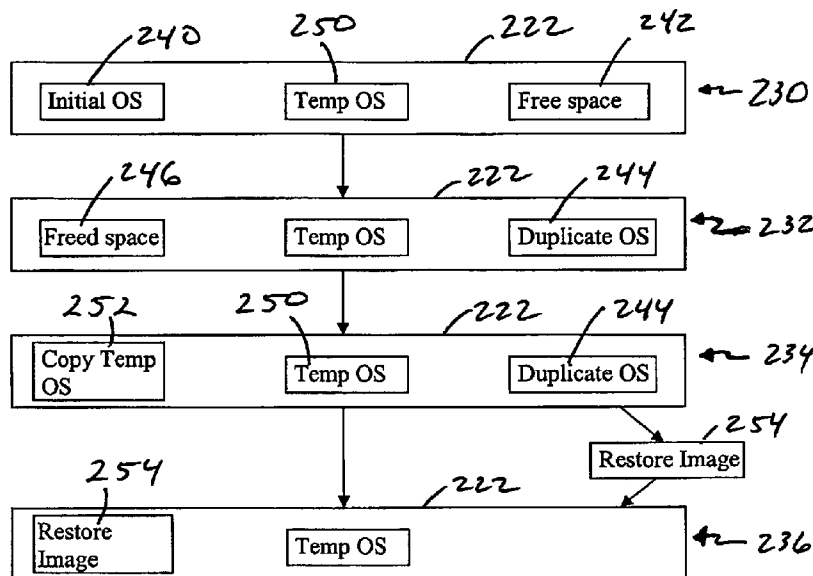 240 250 222 242
Initial OS Temp OS Free space 230
246 222 244
Freed space Temp OS Duplicate OS 232
252 250 222 244
Copy Temp
OS Temp OS Duplicate OS 234
254
Restore Image
254 222
Restore
Image Temp OS 236